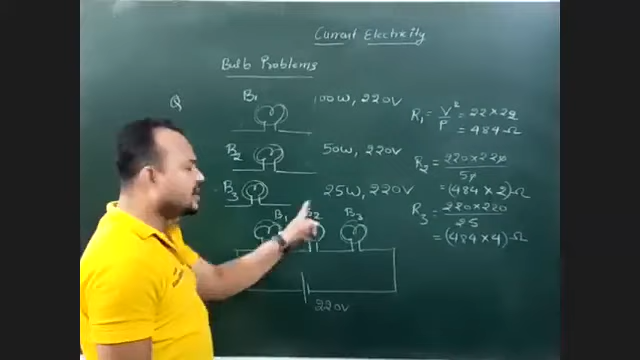 Current Electricity
Bulb Problems
Q
B1 100W, 220V
B2 50W, 220V
B3 25W, 220V
B1 B2 B3
220V
R1 = V²/P = 22×22
= 484 Ω
R2 = 220×220/50
= (484×2) Ω
R3 = 220×220/25
= (484×4) Ω